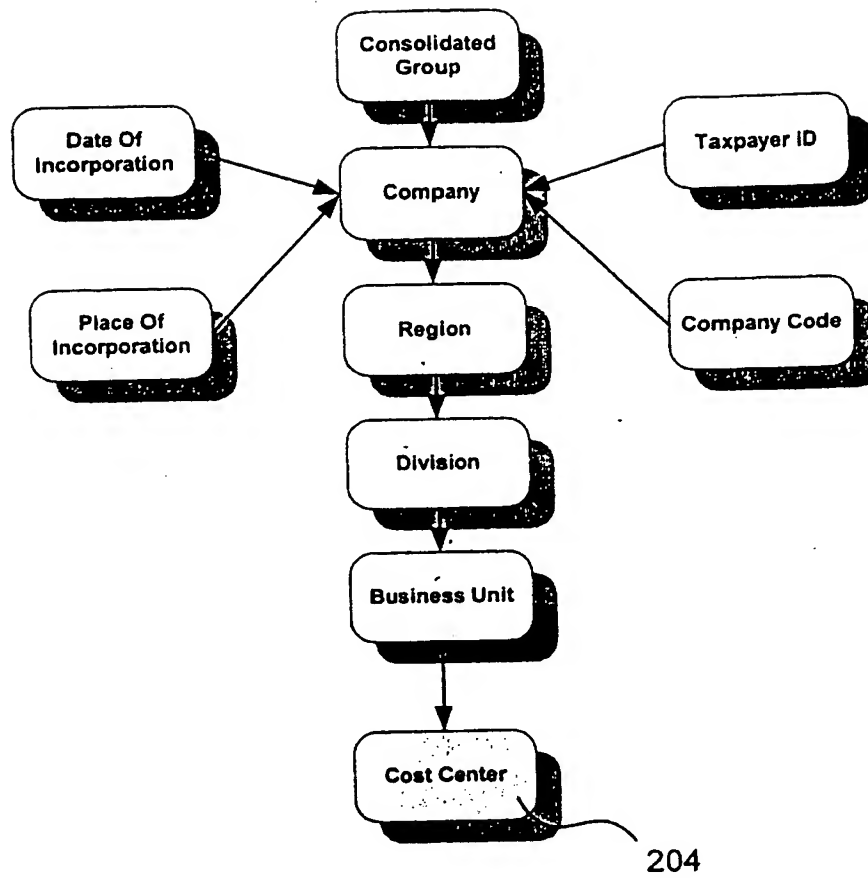 Consolidated
Group
Date Of
Incorporation
Taxpayer ID
Company
Place Of
Incorporation
Region
Company Code
Division
Business Unit
Cost Center
204